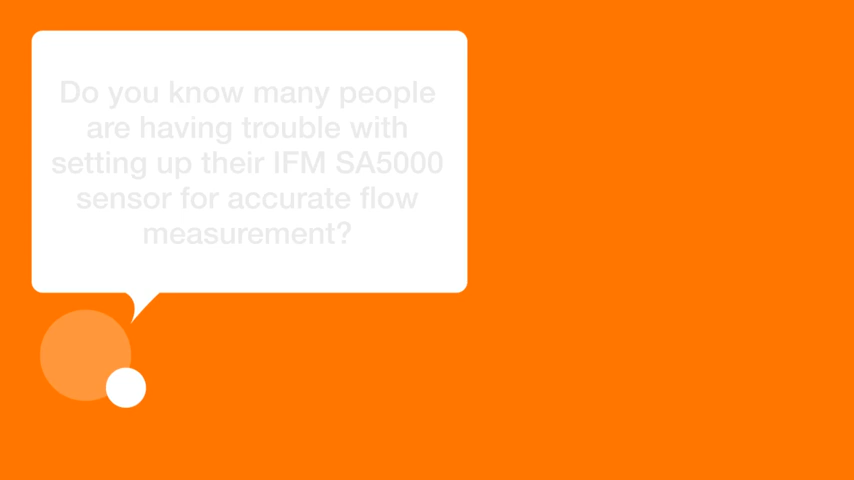 Do you know many people
are having trouble with
setting up their IFM SA5000
sensor for accurate flow
measurement?